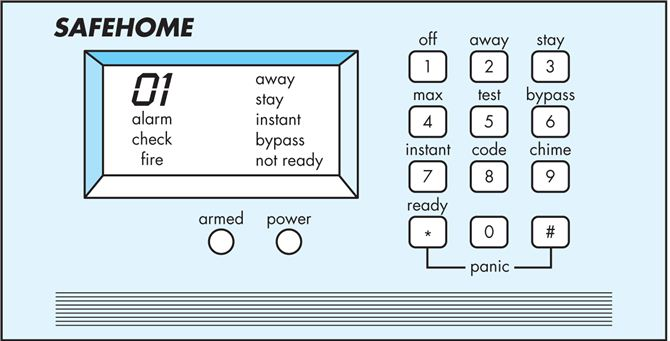 SAFEHOME
01
alarm
check
fire
away
stay
instant
bypass
not ready
armed power
off away stay
1 2 3
max test bypass
4 5 6
instant code chime
7 8 9
ready
* 0 #
panic